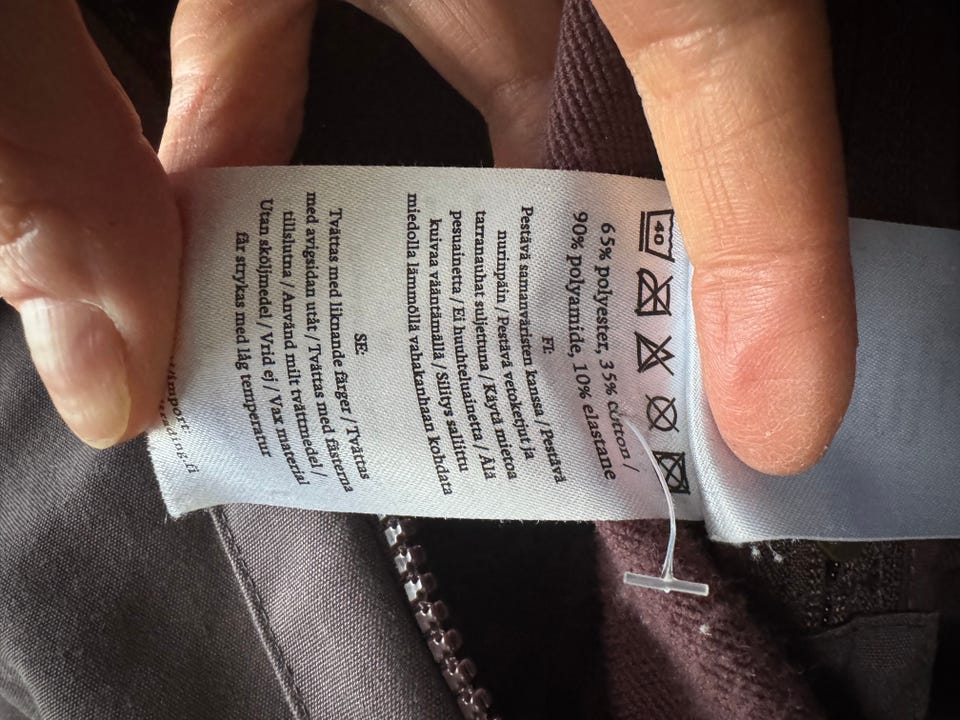 40
65% polyester, 35% cotton /
90% polyamide, 10% elastane
FI:
Pestävä samanväristen kanssa / Pestävä
nurinpäin / Pestävä vetoketjut ja
tarranauhat suljettuna / Käytä mietoa
pesuainetta / Ei huuhteluainetta / Älä
kuivaa vääntämällä / Silitys sallittu
miedolla lämmöllä vahakanhaan kohdata
SE:
Tvättas med liknande färger / Tvättas
med avigsidan utåt / Tvättas med fästerna
tillslutna / Använd milt tvättmedel /
Utan sköljmedel / Vrid ej / Vax material
får strykas med låg temperatur